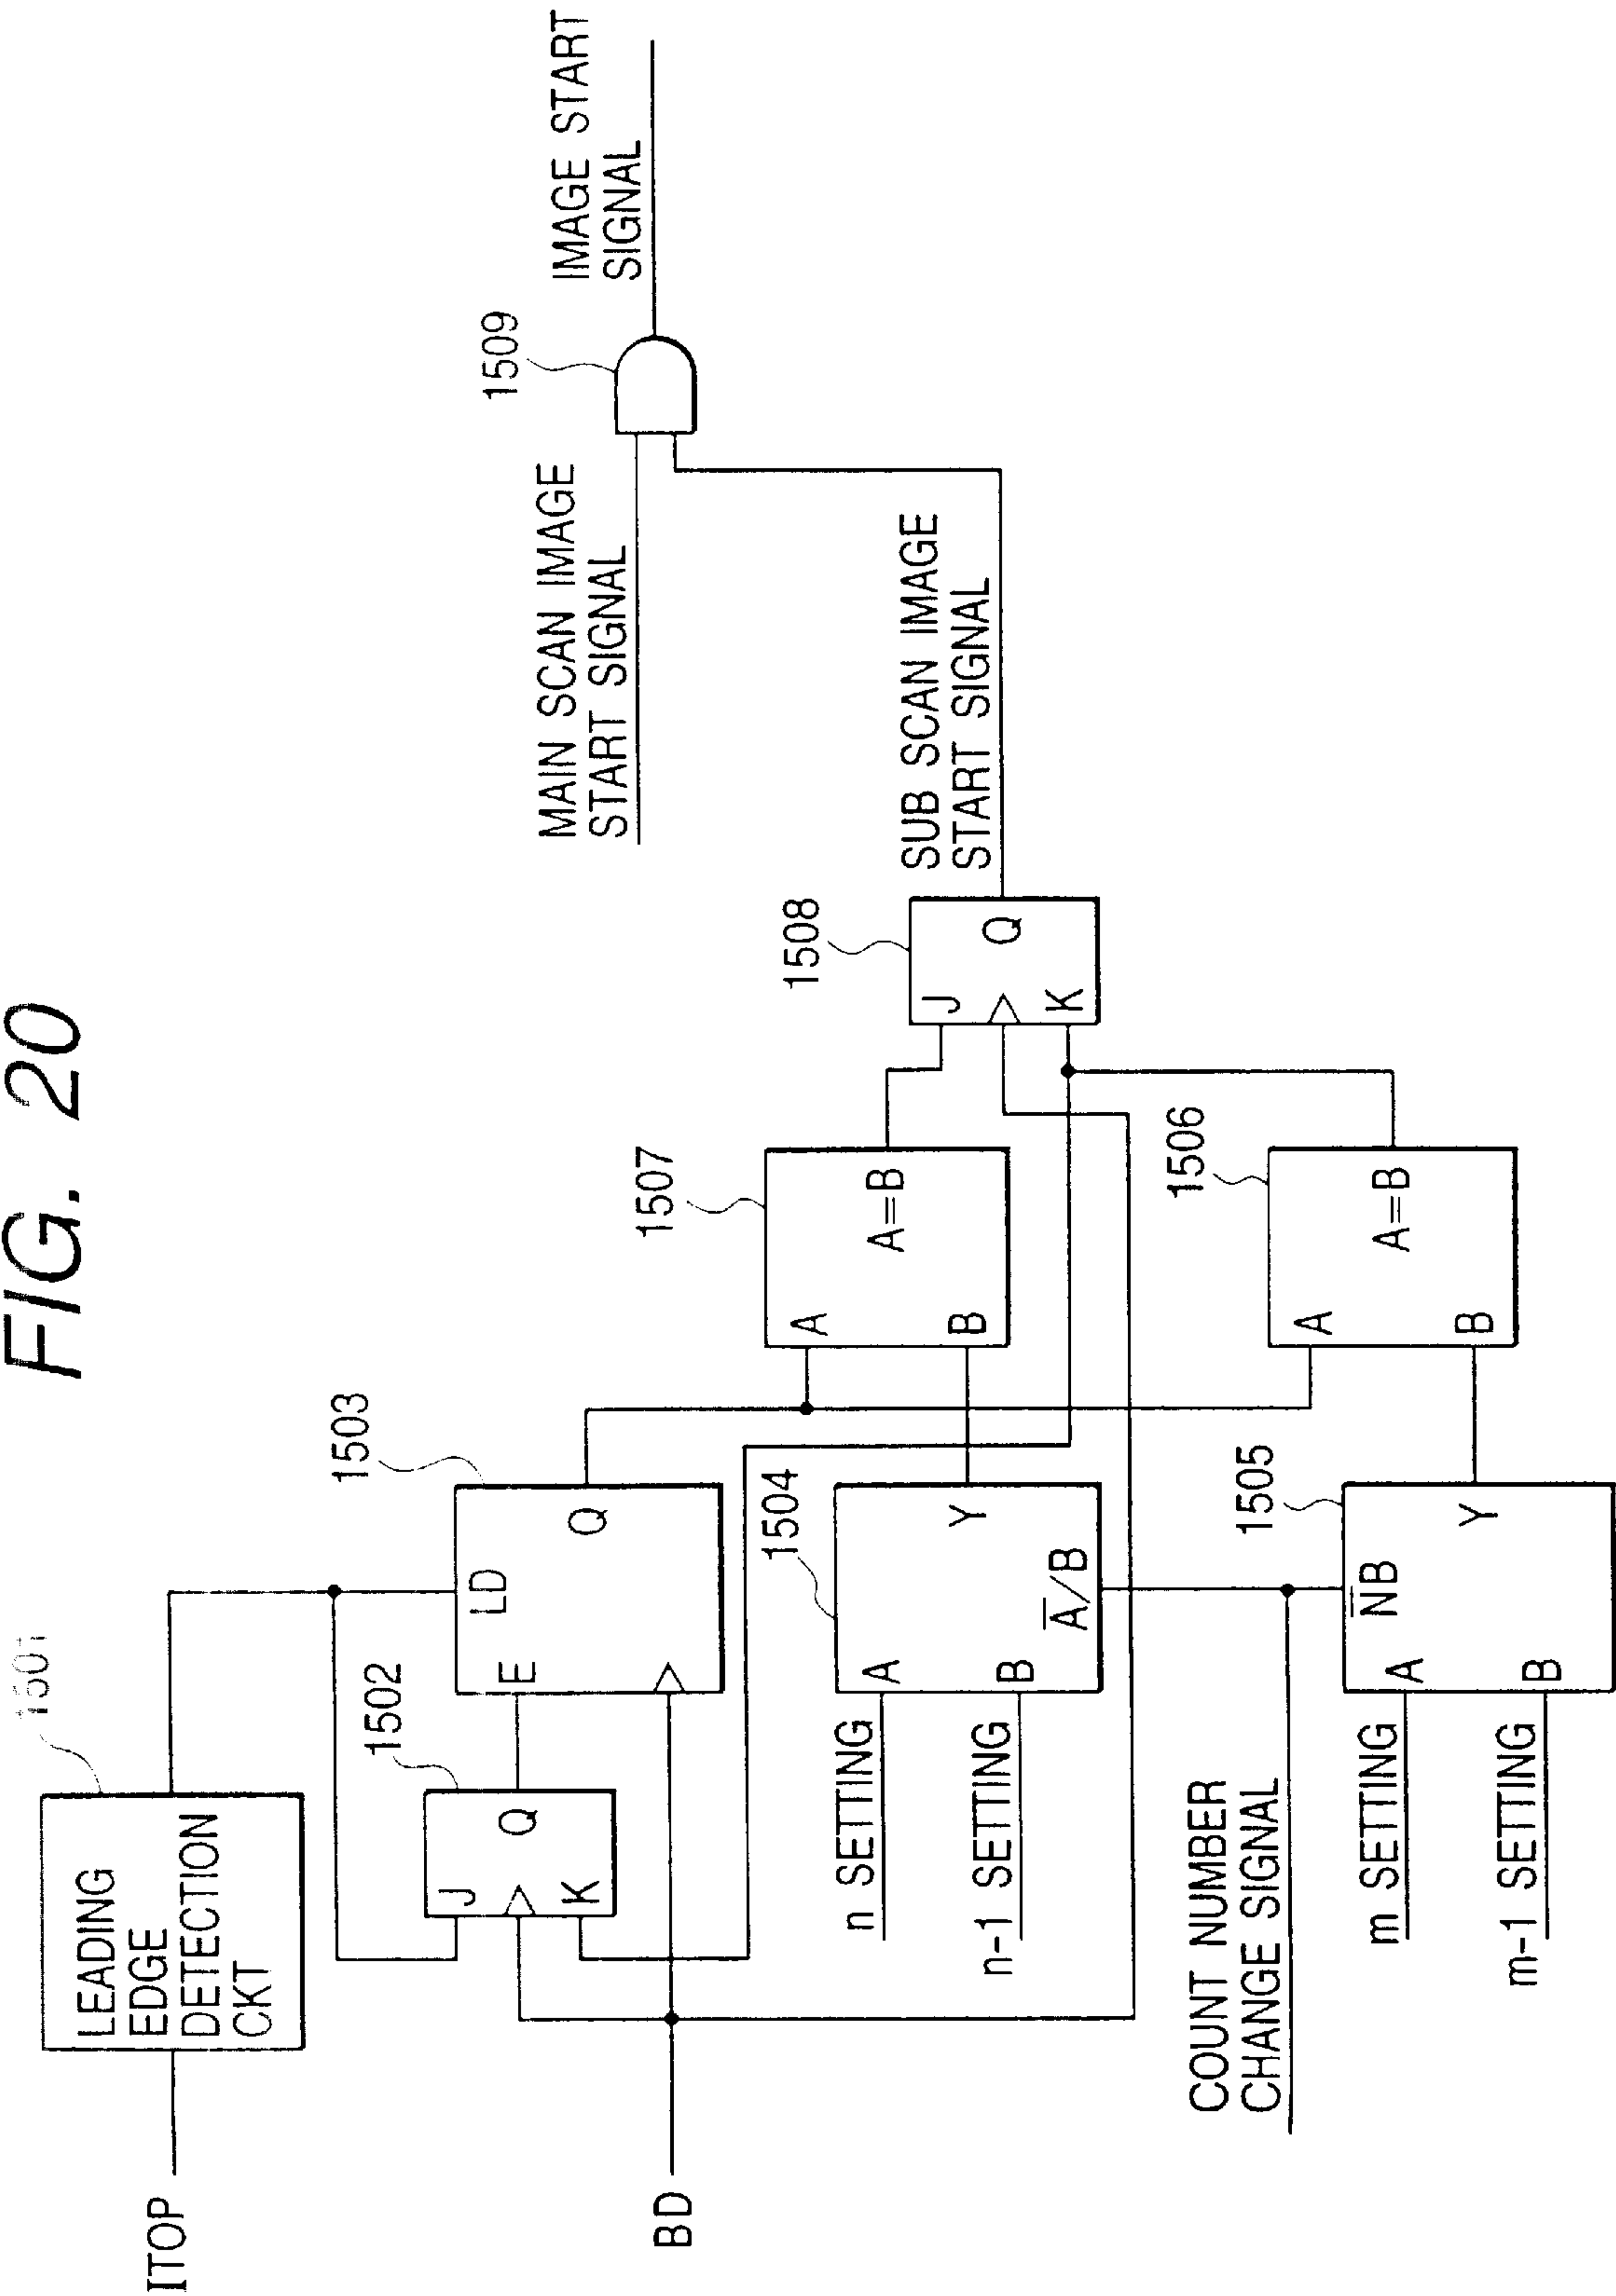 FIG. 20
ITOP
LEADING
EDGE
DETECTION
CKT
1501
BD
1502
J
K
Q
1503
LD
E
Q
n SETTING
n-1 SETTING
1504
A
B
Y
A̅/B
COUNT NUMBER
CHANGE SIGNAL
m SETTING
m-1 SETTING
1505
N̅B
A
B
Y
1507
A
B
A=B
1506
A
B
A=B
1508
J
K
Q
SUB SCAN IMAGE
START SIGNAL
MAIN SCAN IMAGE
START SIGNAL
1509
IMAGE START
SIGNAL